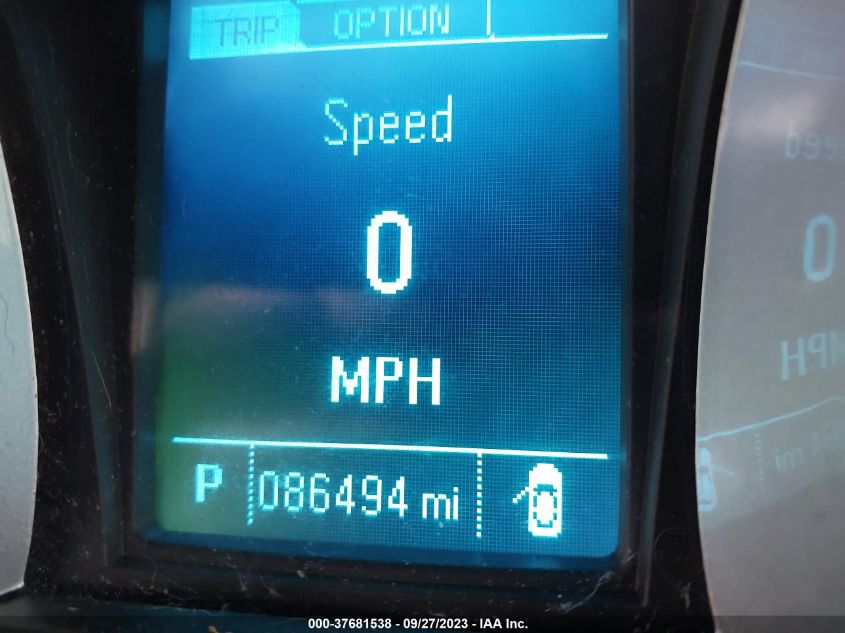 TRIP OPTION
Speed
0
MPH
P 086494 mi
000-37681538 - 09/27/2023 - IAA Inc.